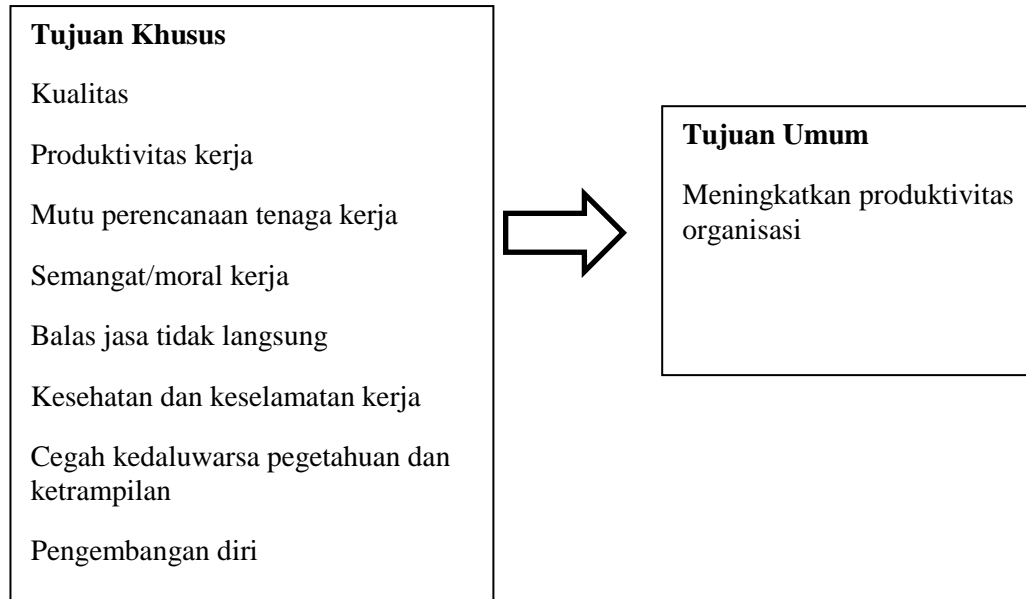 Tujuan Khusus
Kualitas
Produktivitas kerja
Mutu perencanaan tenaga kerja
Semangat/moral kerja
Balas jasa tidak langsung
Kesehatan dan keselamatan kerja
Cegah kedaluwarsa pegetahuan dan
ketrampilan
Pengembangan diri
Tujuan Umum
Meningkatkan produktivitas
organisasi